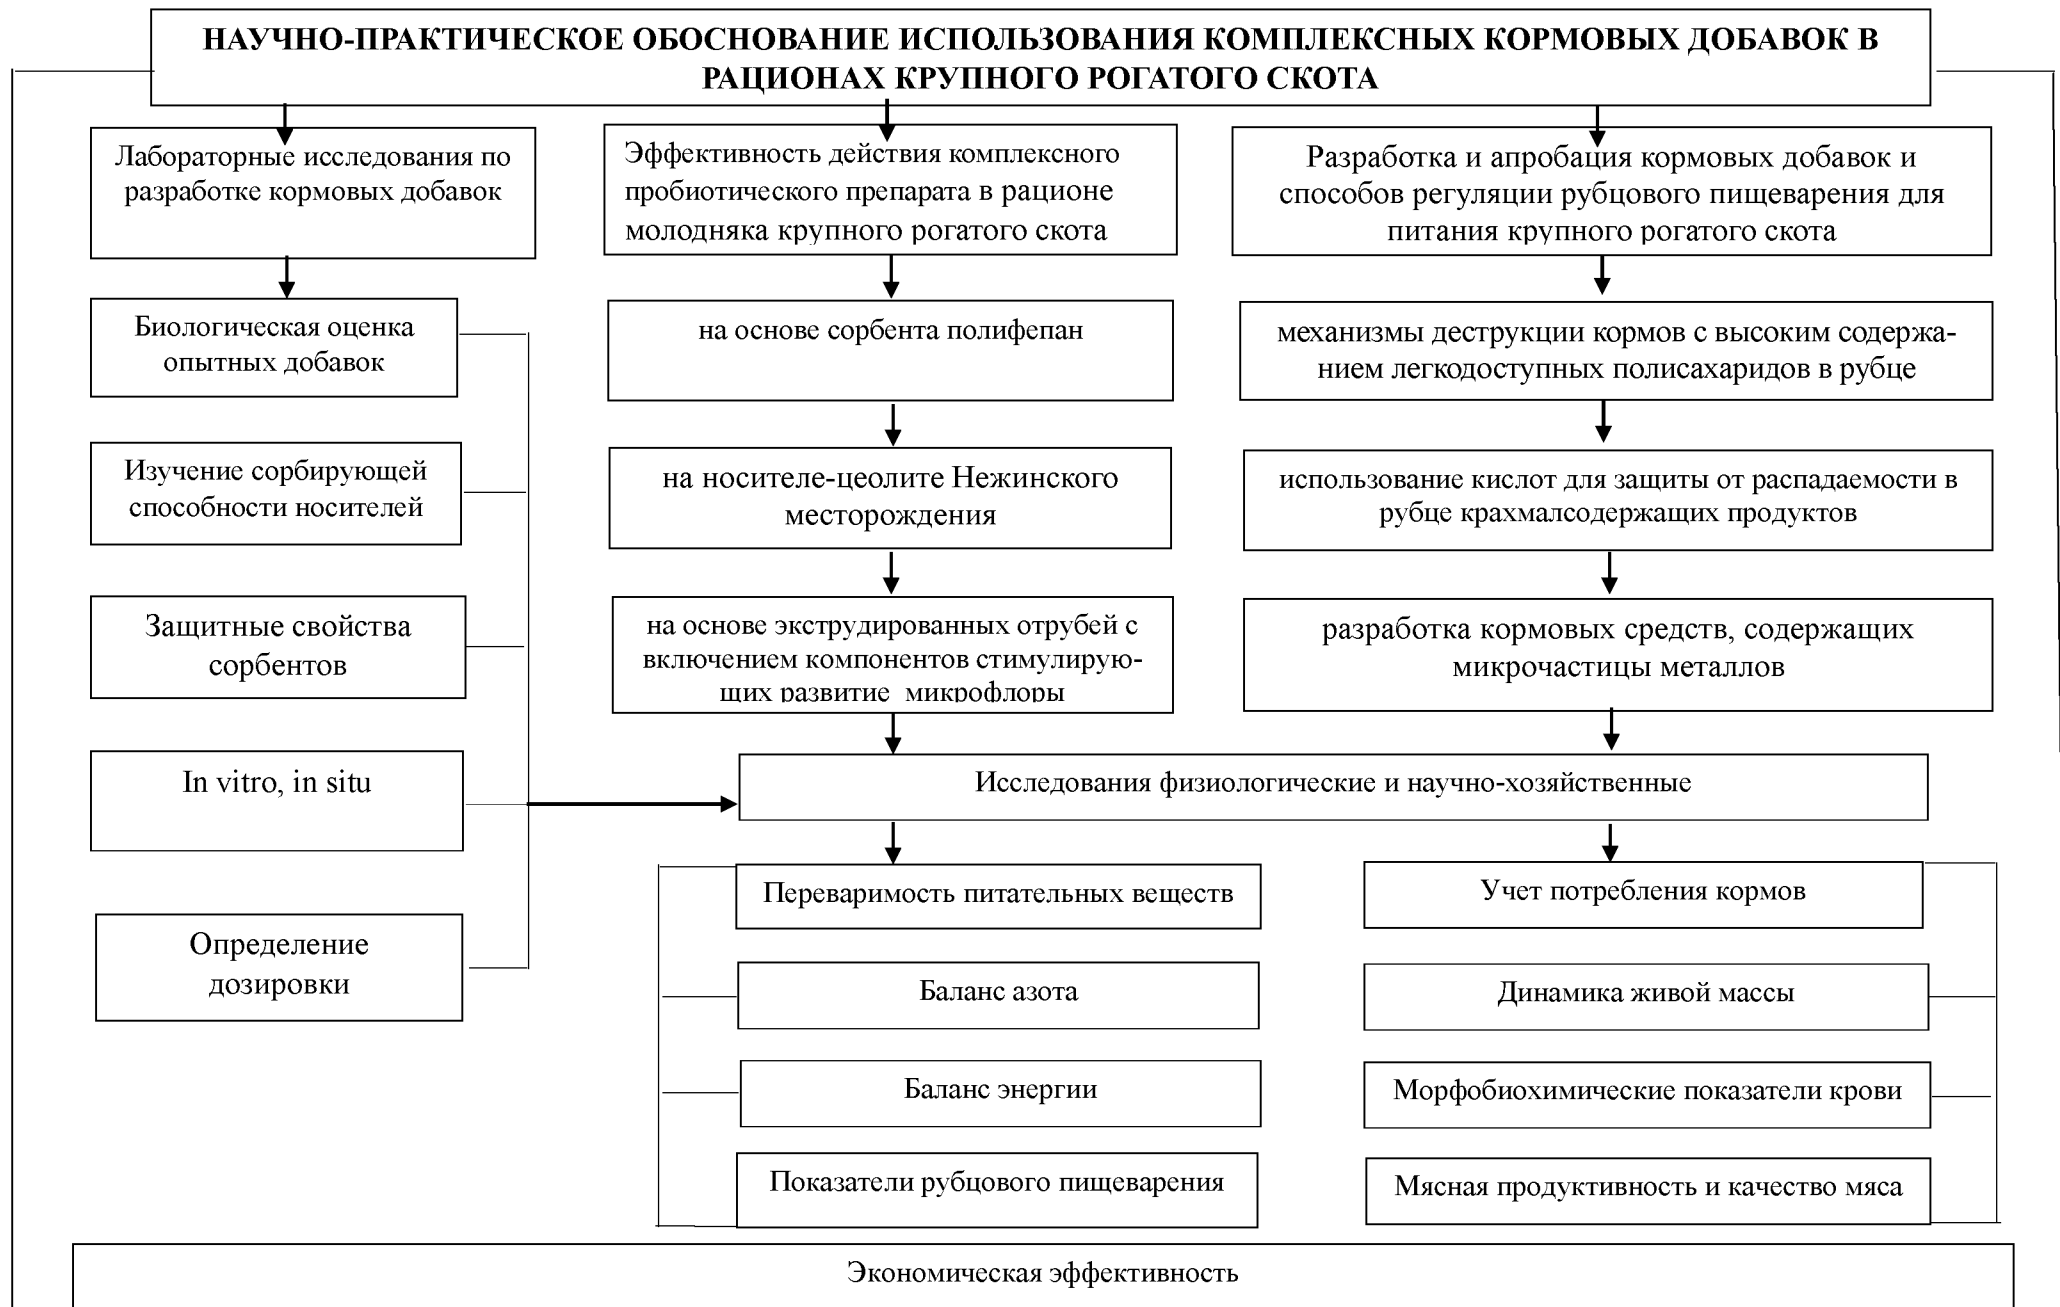 НАУЧНО-ПРАКТИЧЕСКОЕ ОБОСНОВАНИЕ ИСПОЛЬЗОВАНИЯ КОМПЛЕКСНЫХ КОРМОВЫХ ДОБАВОК В
РАЦИОНАХ КРУПНОГО РОГАТОГО СКОТА
Лабораторные исследования по
разработке кормовых добавок
Биологическая оценка
опытных добавок
Изучение сорбирующей
способности носителей
Защитные свойства
сорбентов
In vitro, in situ
Определение
дозировки
Эффективность действия комплексного
пробиотического препарата в рационе
молодняка крупного рогатого скота
на основе сорбента полифепан
на носителе-цеолите Нежинского
месторождения
на основе экструдированных отрубей с
включением компонентов стимулирую-
щих развитие микрофлоры
Разработка и апробация кормовых добавок и
способов регуляции рубцового пищеварения для
питания крупного рогатого скота
механизмы деструкции кормов с высоким содержа-
нием легкодоступных полисахаридов в рубце
использование кислот для защиты от распадаемости в
рубце крахмалсодержащих продуктов
разработка кормовых средств, содержащих
микрочастицы металлов
Исследования физиологические и научно-хозяйственные
Переваримость питательных веществ
Баланс азота
Баланс энергии
Показатели рубцового пищеварения
Учет потребления кормов
Динамика живой массы
Морфобиохимические показатели крови
Мясная продуктивность и качество мяса
Экономическая эффективность